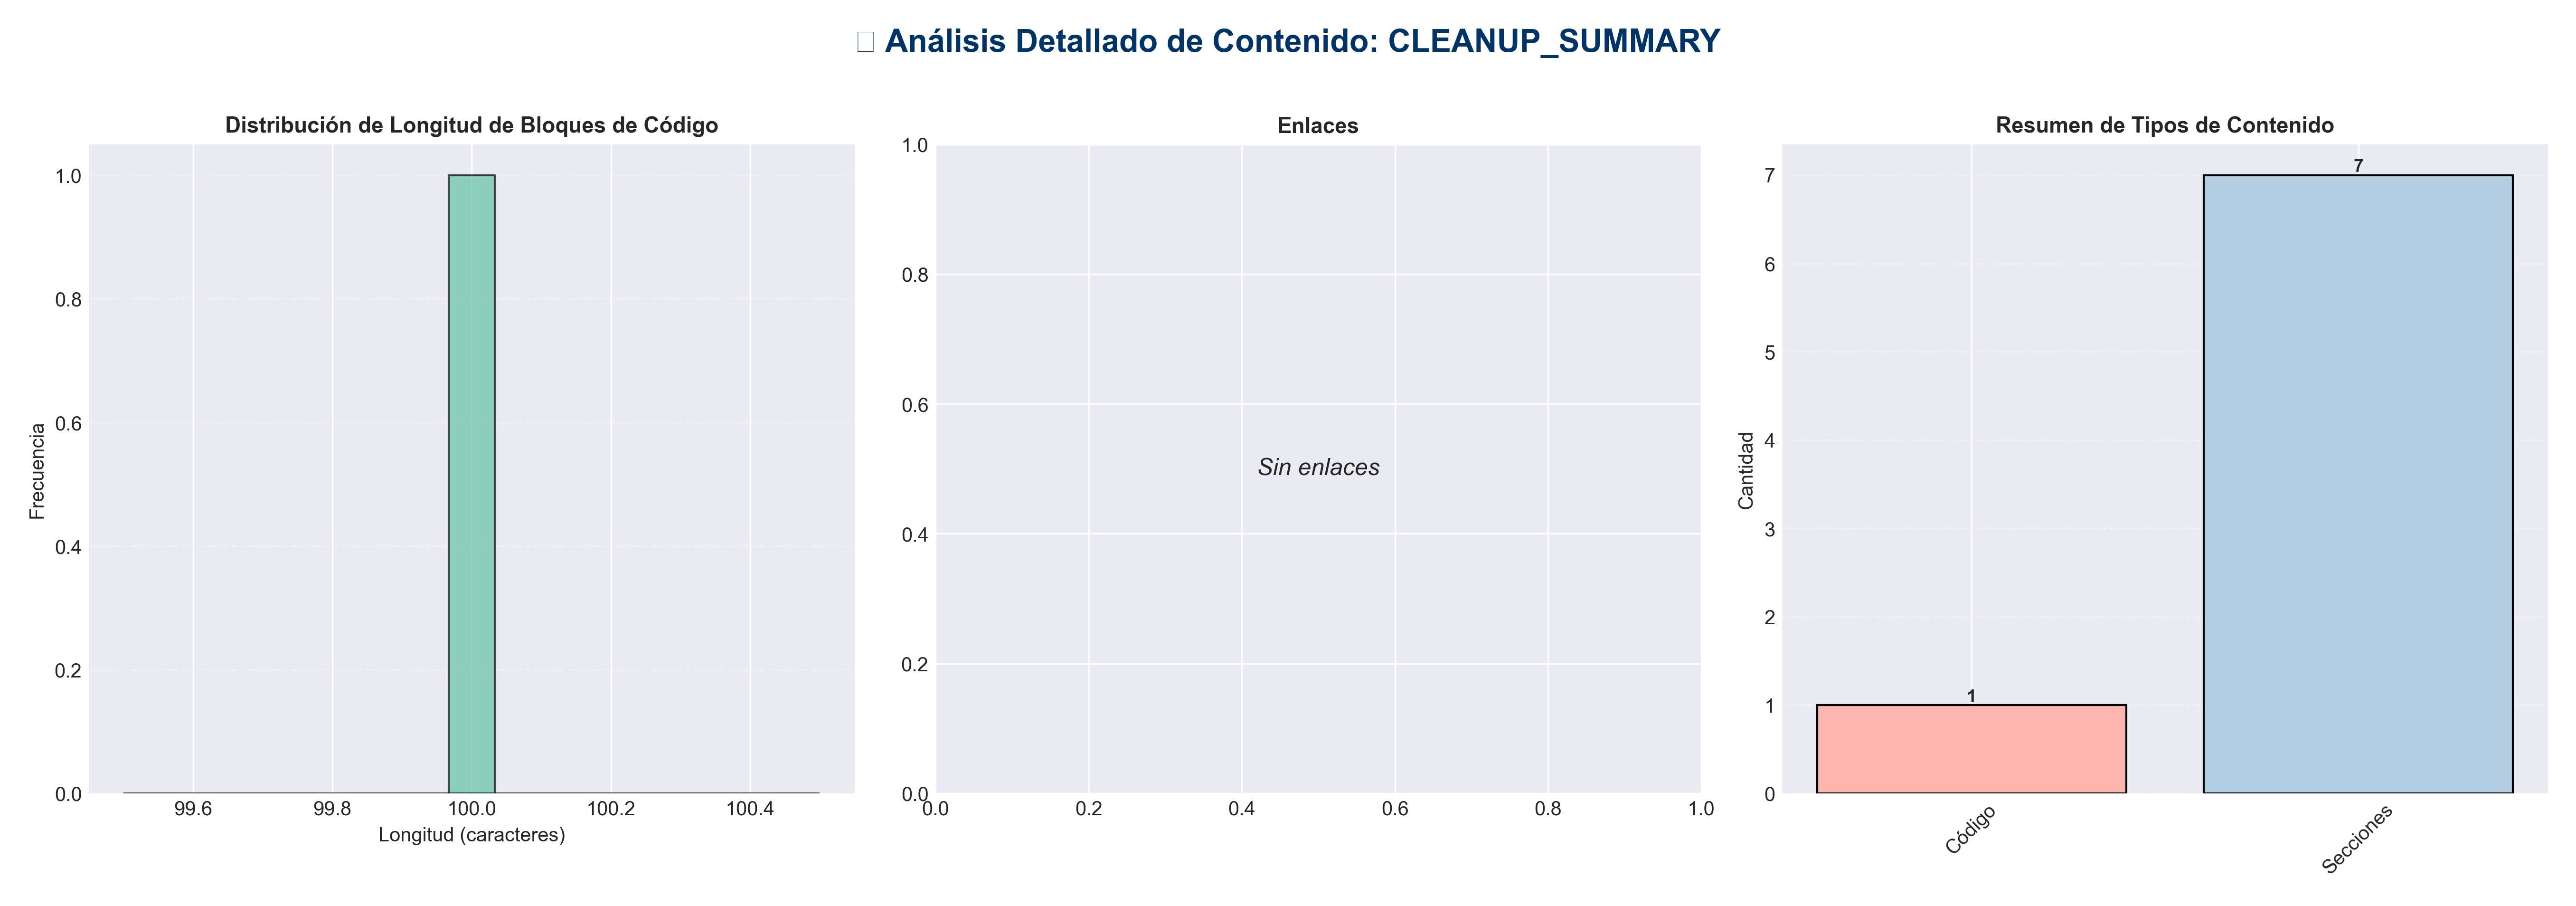 Análisis Detallado de Contenido: CLEANUP_SUMMARY
Distribución de Longitud de Bloques de Código
Frecuencia
1.0
0.8
0.6
0.4
0.2
0.0
99.6 99.8 100.0 100.2 100.4
Longitud (caracteres)
Enlaces
1.0
0.8
0.6
0.4
0.2
0.0
Sin enlaces
0.0 0.2 0.4 0.6 0.8 1.0
Resumen de Tipos de Contenido
Cantidad
7
6
5
4
3
2
1
0
1
7
Código
Secciones